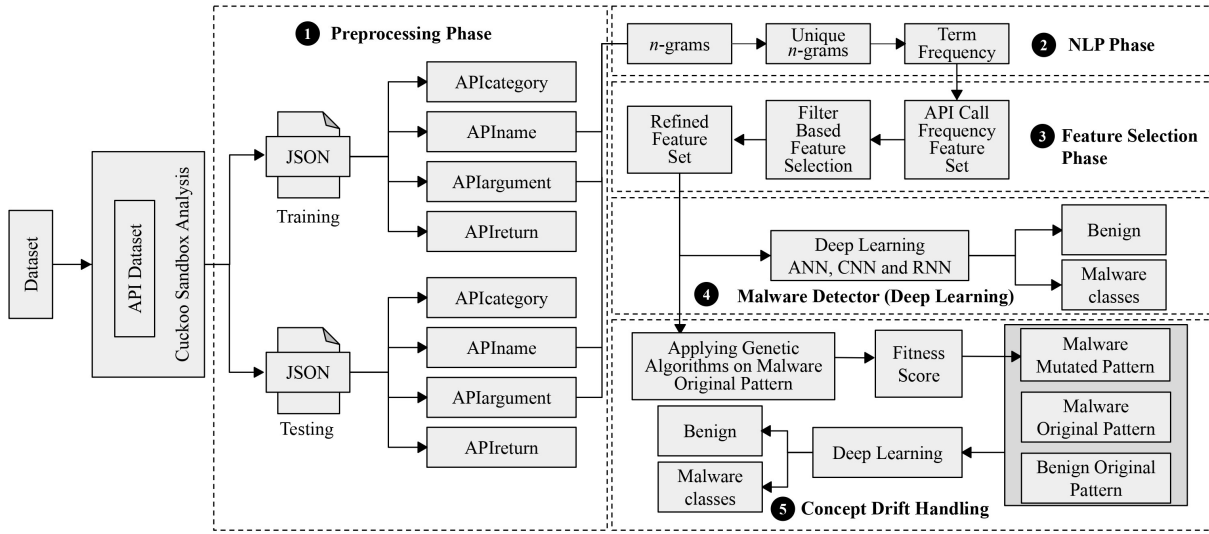 Dataset
API Dataset
Cuckoo Sandbox Analysis
1 Preprocessing Phase
JSON
Training
APIcategory
APIname
APIargument
APIreturn
JSON
Testing
APIcategory
APIname
APIargument
APIreturn
n-grams
Unique
n-grams
Term
Frequency
2 NLP Phase
Refined
Feature
Set
Filter
Based
Feature
Selection
API Call
Frequency
Feature
Set
3 Feature Selection
Phase
Deep Learning
ANN, CNN and RNN
Benign
Malware
classes
4 Malware Detector (Deep Learning)
Applying Genetic
Algorithms on Malware
Original Pattern
Fitness
Score
Malware
Mutated Pattern
Malware
Original Pattern
Benign Original
Pattern
Deep Learning
Benign
Malware
classes
5 Concept Drift Handling